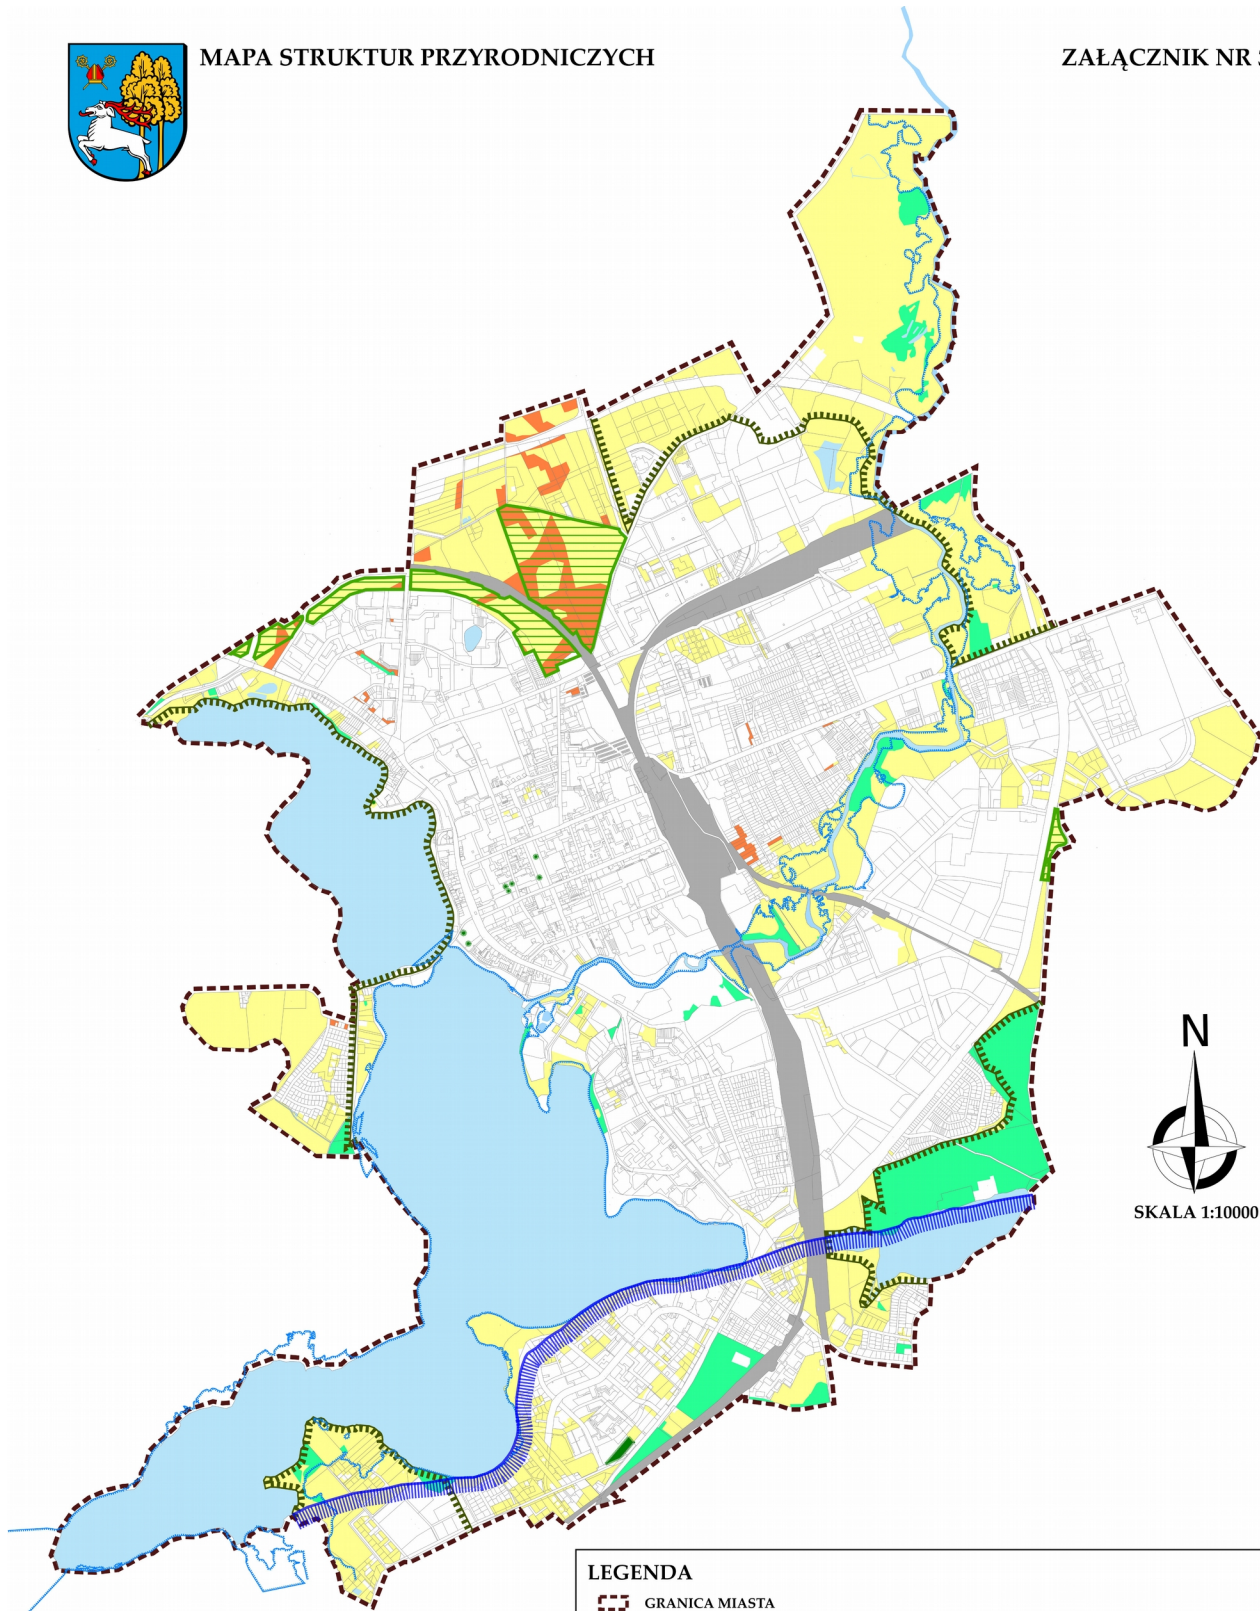 MAPA STRUKTUR PRZYRODNICZYCH
ZAŁĄCZNIK NR
N
SKALA 1:10000
LEGENDA
GRANICA MIASTA